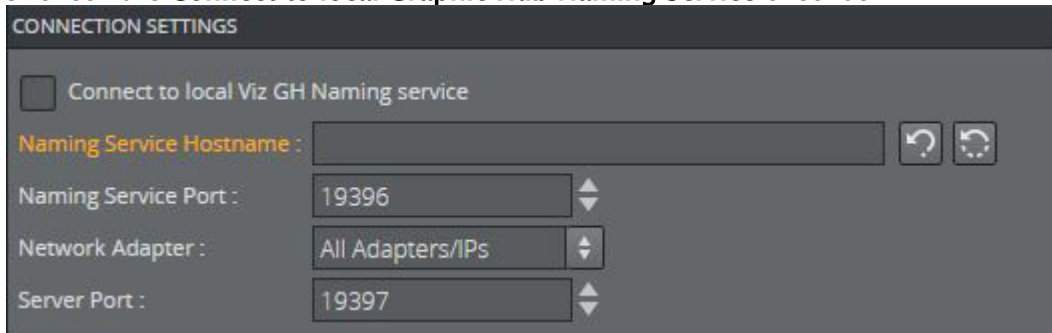 CONNECTION SETTINGS
Connect to local Viz GH Naming service
Naming Service Hostname :
Naming Service Port : 19396
Network Adapter : All Adapters/IPs
Server Port : 19397